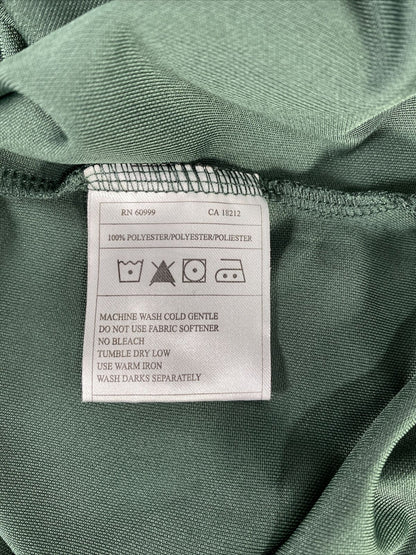 RN 60999 CA 18212
100% POLYESTER/POLYESTER/POLIESTER
MACHINE WASH COLD GENTLE
DO NOT USE FABRIC SOFTENER
NO BLEACH
TUMBLE DRY LOW
USE WARM IRON
WASH DARKS SEPARATELY